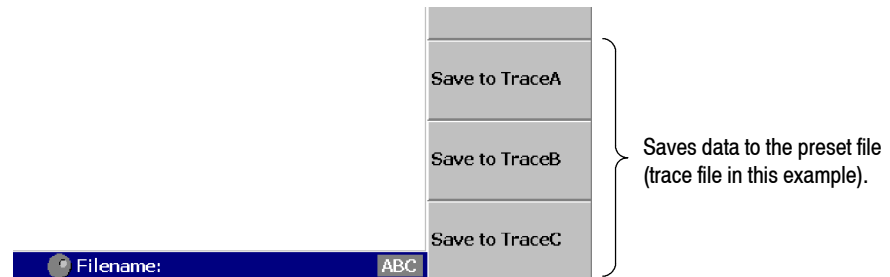 Save to TraceA
Save to TraceB
Saves data to the preset file
(trace file in this example).
Save to TraceC
Filename:
ABC